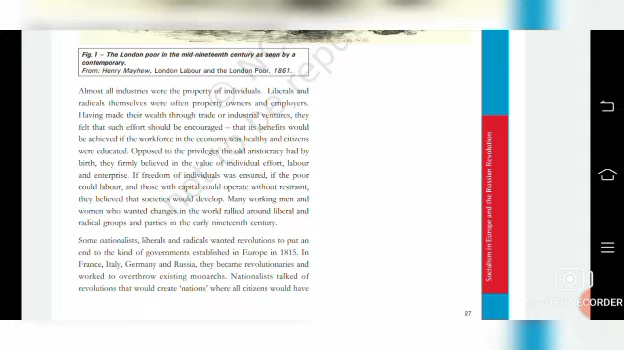 Fig.1 – The London poor in the mid-nineteenth century as seen by a
contemporary.
From: Henry Mayhew, London Labour and the London Poor, 1861.
Almost all industries were the property of individuals. Liberals and
radicals themselves were often property owners and employers.
Having made their wealth through trade or industrial ventures, they
felt that such effort should be encouraged – that its benefits would
be achieved if the workforce in the economy was healthy and citizens
were educated. Opposed to the privileges the old aristocracy had by
birth, they firmly believed in the value of individual effort, labour
and enterprise. If freedom of individuals was ensured, if the poor
could labour, and those with capital could operate without restraint,
they believed that societies would develop. Many working men and
women who wanted changes in the world rallied around liberal and
radical groups and parties in the early nineteenth century.
Some nationalists, liberals and radicals wanted revolutions to put an
end to the kind of governments established in Europe in 1815. In
France, Italy, Germany and Russia, they became revolutionaries and
worked to overthrow existing monarchs. Nationalists talked of
revolutions that would create ‘nations’ where all citizens would have
Socialism in Europe and the Russian Revolution
27
RECORDER